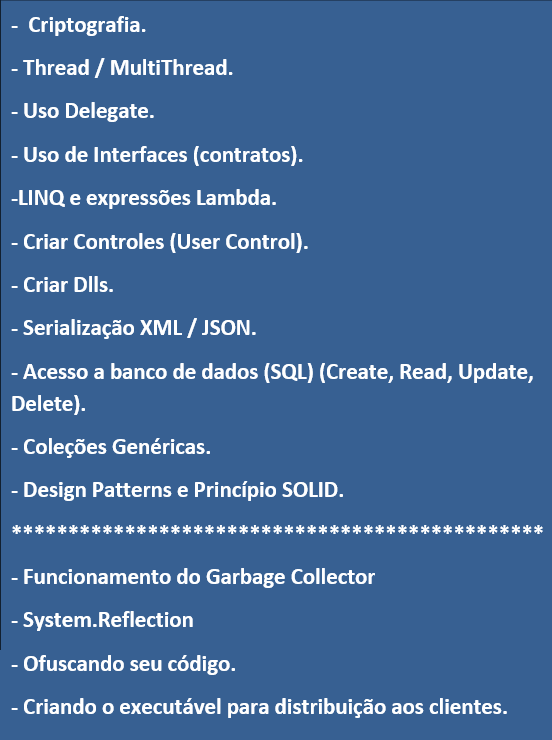 - Criptografia.
- Thread / MultiThread.
- Uso Delegate.
- Uso de Interfaces (contratos).
-LINQ e expressões Lambda.
- Criar Controles (User Control).
- Criar Dlls.
- Serialização XML / JSON.
- Acesso a banco de dados (SQL) (Create, Read, Update,
Delete).
- Coleções Genéricas.
- Design Patterns e Princípio SOLID.
***********************************************
- Funcionamento do Garbage Collector
- System.Reflection
- Ofuscando seu código.
- Criando o executável para distribuição aos clientes.